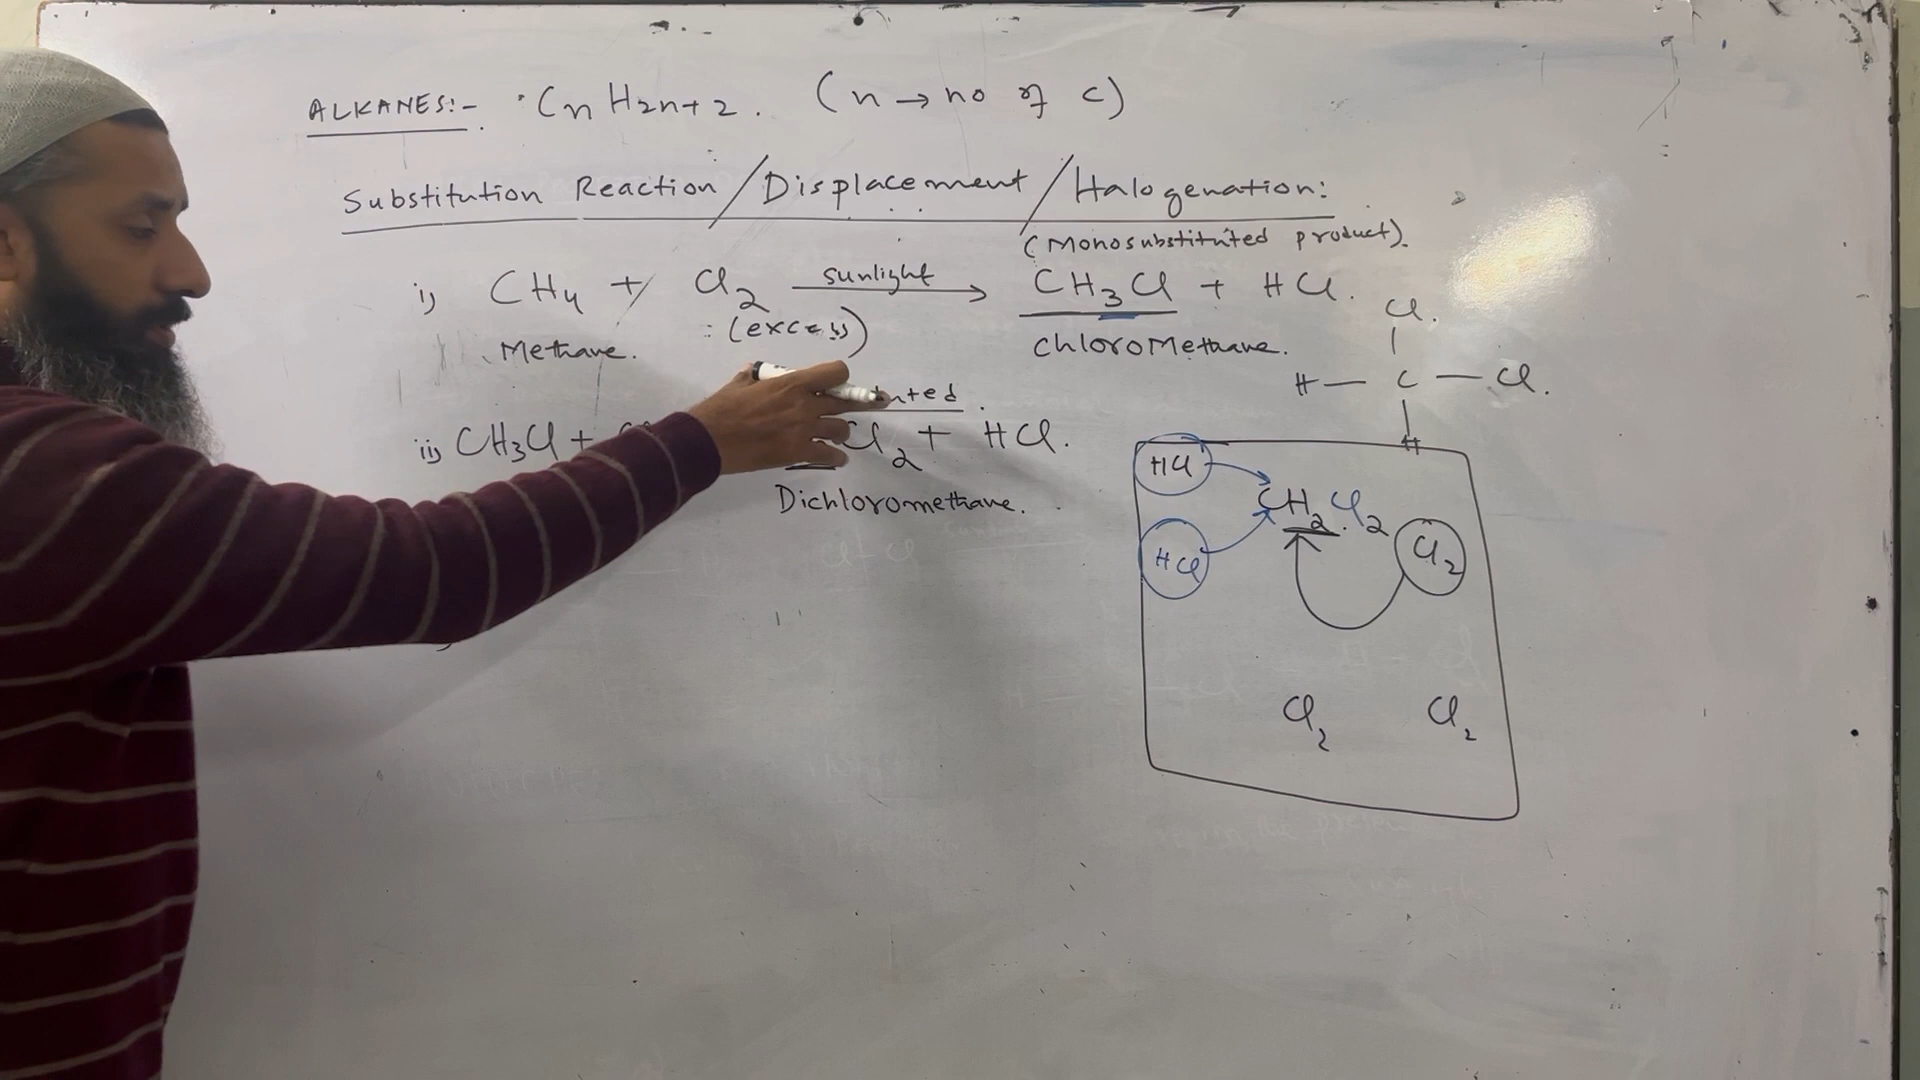 ALKANES:- CnH2n+2. (n → no of c)
Substitution Reaction / Displacement / Halogenation:
(Monosubstituted product).
i) CH4 + Cl2 sunlight → CH3Cl + HCl.
(excess)
Methane. chloroMethane.
Cl.
H — C — Cl.
H
ii) CH3Cl + Cl2 + HCl.
Dichloromethane.
HCl
CH2Cl2
HCl
Cl2
Cl2 Cl2